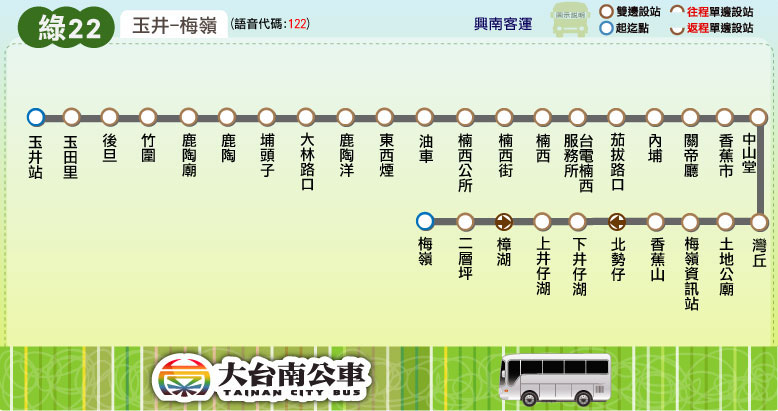 綠22
玉井-梅嶺
(語音代碼:122)
興南客運
圖示說明
雙邊設站
起迄點
往程單邊設站
返程單邊設站
玉井站
玉田里
後旦
竹圍
鹿陶廟
鹿陶
埔頭子
大林路口
鹿陶洋
東西煙
油車
楠西公所
楠西街
楠西
台電楠西服務所
茄拔路口
內埔
關帝廳
香蕉市
中山堂
灣丘
土地公廟
梅嶺資訊站
香蕉山
北勢仔
下井仔湖
上井仔湖
樟湖
二層坪
梅嶺
大台南公車
TAINAN CITY BUS